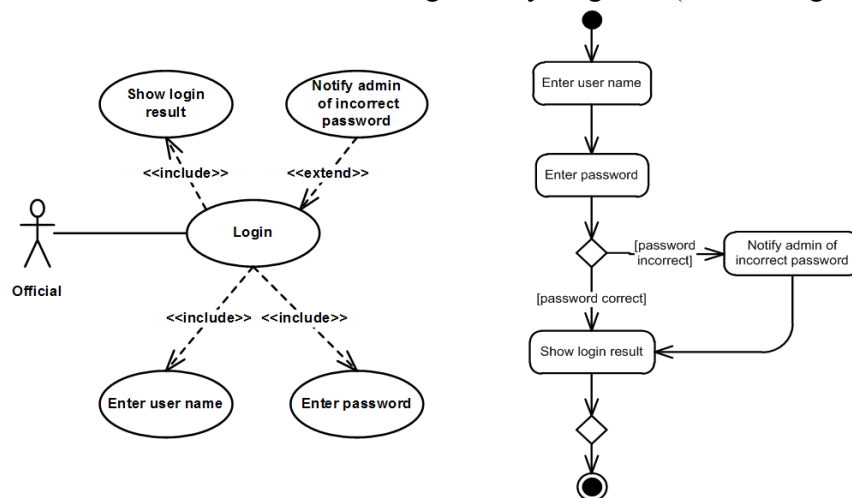 Show login
result
Notify admin
of incorrect
password
<<include>>
<<extend>>
Login
Official
<<include>>
<<include>>
Enter user name
Enter password
Enter user name
Enter password
[password
incorrect]
Notify admin of
incorrect password
[password correct]
Show login result